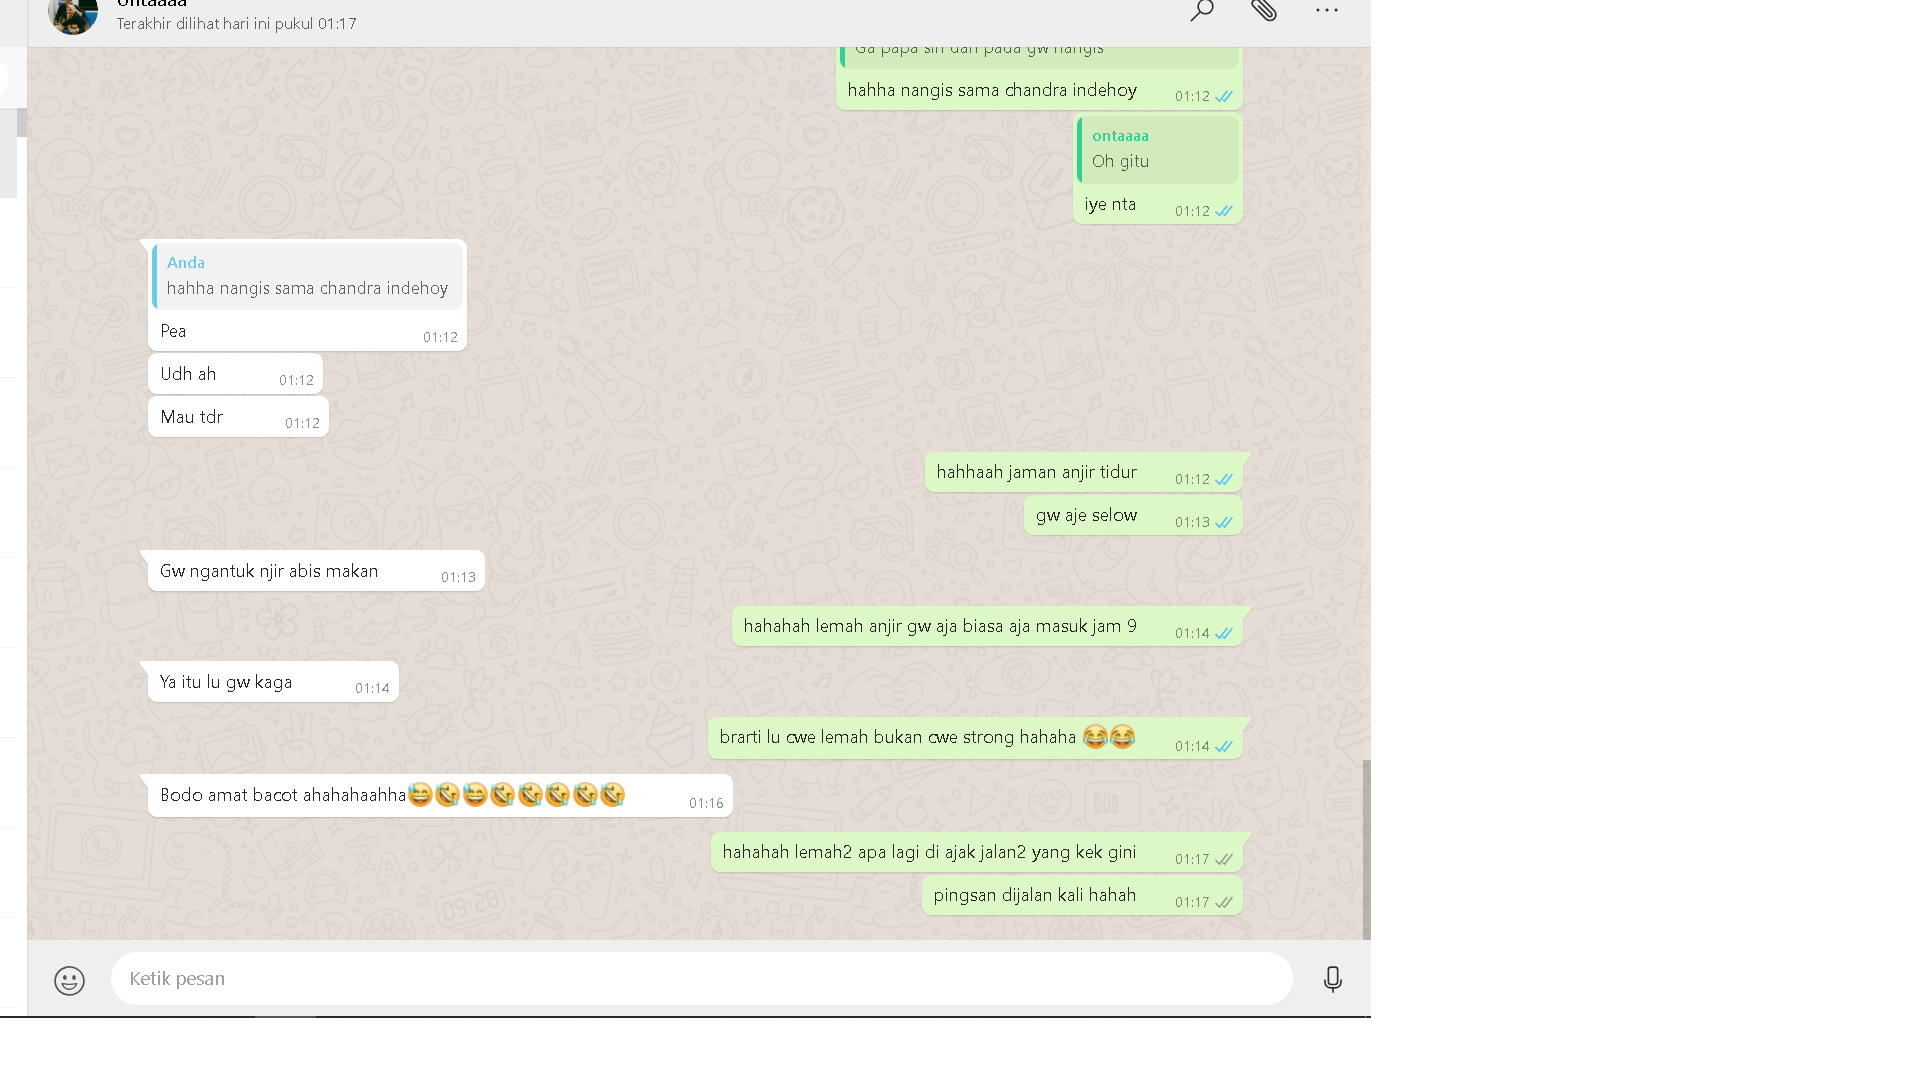 ontaaaa
Terakhir dilihat hari ini pukul 01:17
Ga papa sih dari pada gw nangis
hahha nangis sama chandra indehoy 01:12
ontaaaa
Oh gitu
iye nta 01:12
Anda
hahha nangis sama chandra indehoy
Pea 01:12
Udh ah 01:12
Mau tdr 01:12
hahhaah jaman anjir tidur 01:12
gw aje selow 01:13
Gw ngantuk njir abis makan 01:13
hahahah lemah anjir gw aja biasa aja masuk jam 9 01:14
Ya itu lu gw kaga 01:14
brarti lu cwe lemah bukan cwe strong hahaha 😂😂 01:14
Bodo amat bacot ahahahaahha😅🤣😅🤣🤣🤣🤣🤣 01:16
hahahah lemah2 apa lagi di ajak jalan2 yang kek gini 01:17
pingsan dijalan kali hahah 01:17
Ketik pesan